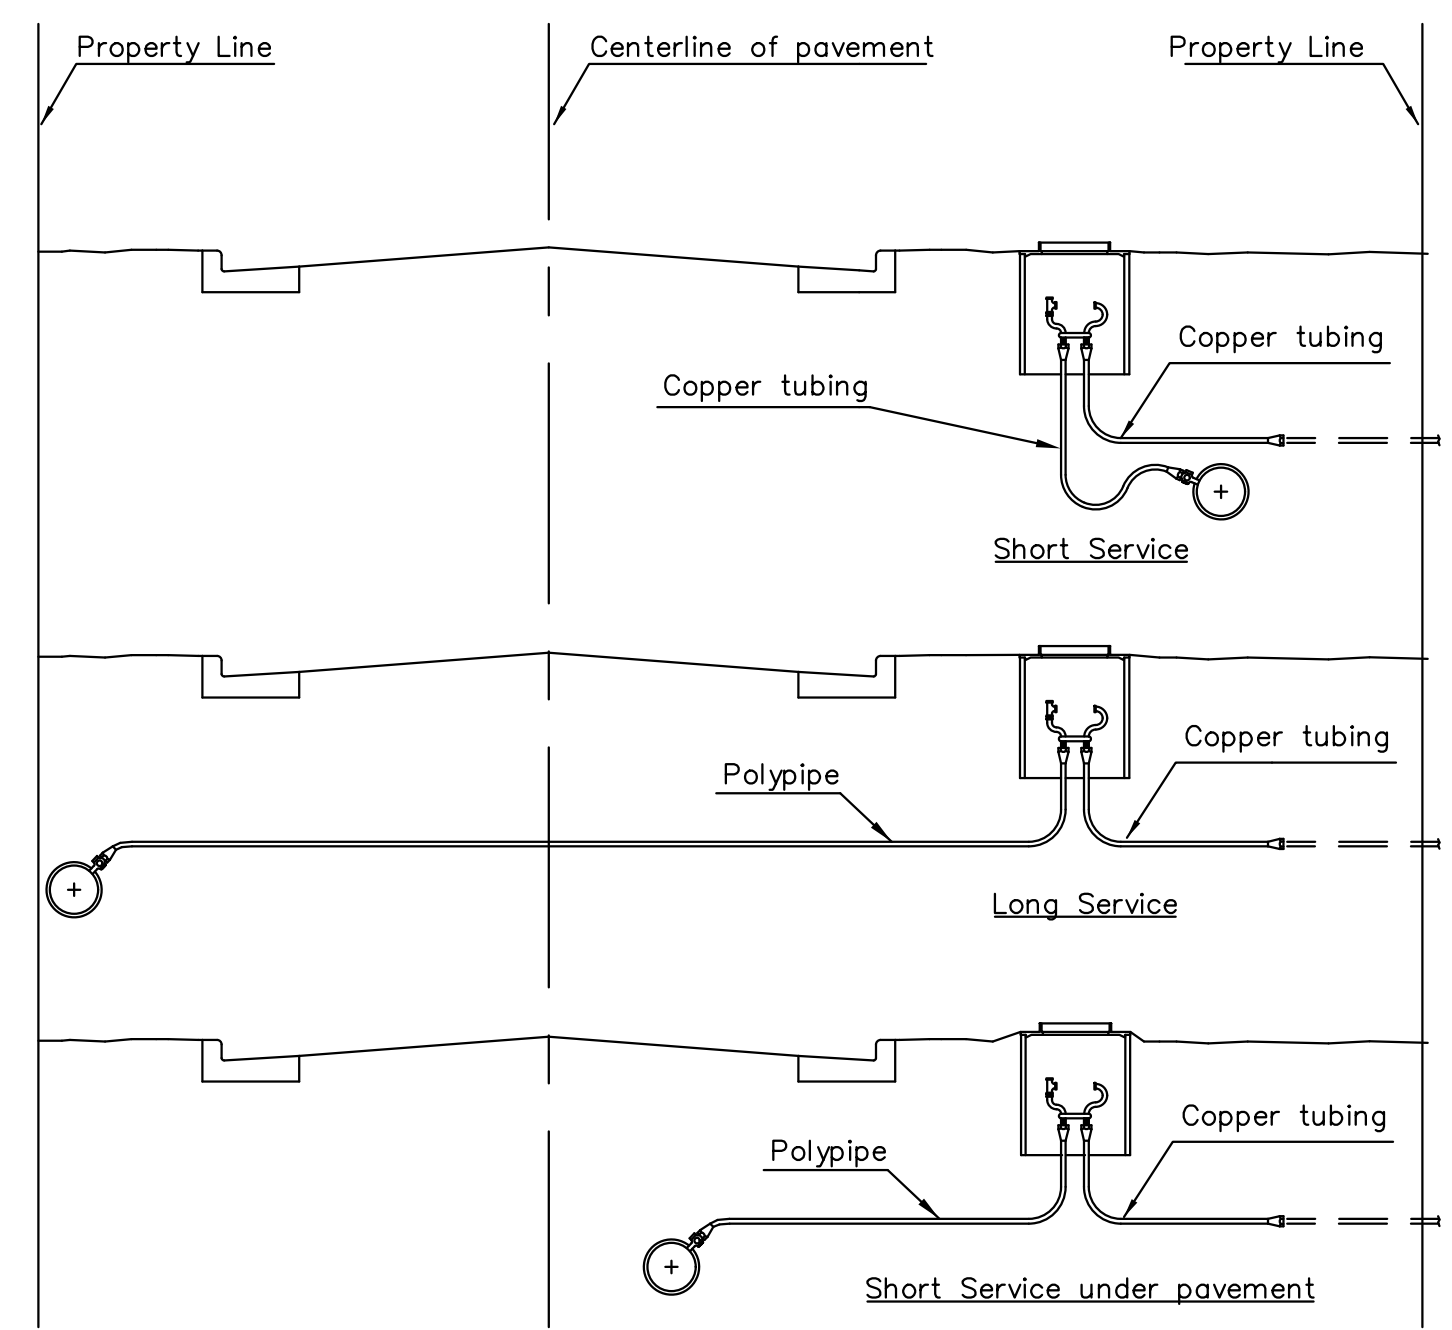 Property Line
Centerline of pavement
Property Line
Copper tubing
Copper tubing
Short Service
Copper tubing
Polypipe
Long Service
Copper tubing
Polypipe
Short Service under pavement